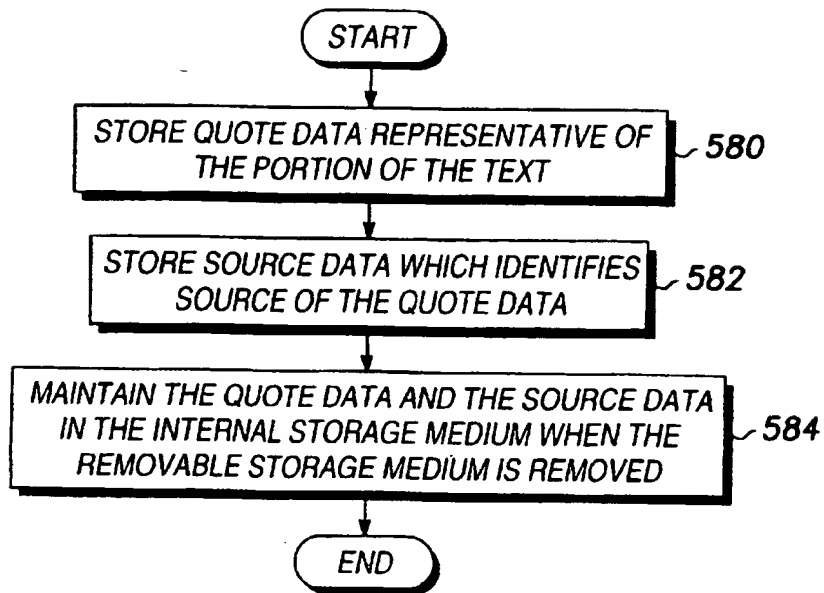 START
STORE QUOTE DATA REPRESENTATIVE OF
THE PORTION OF THE TEXT
580
STORE SOURCE DATA WHICH IDENTIFIES
SOURCE OF THE QUOTE DATA
582
MAINTAIN THE QUOTE DATA AND THE SOURCE DATA
IN THE INTERNAL STORAGE MEDIUM WHEN THE
REMOVABLE STORAGE MEDIUM IS REMOVED
584
END